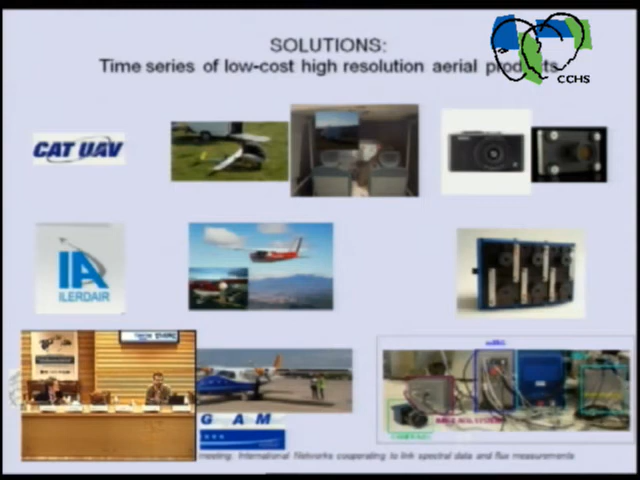 SOLUTIONS:
Time series of low-cost high resolution aerial products
CCHS
CAT UAV
IA
ILERDAIR
G A M
meeting. International Networks cooperating to link spectral data and flux measurements